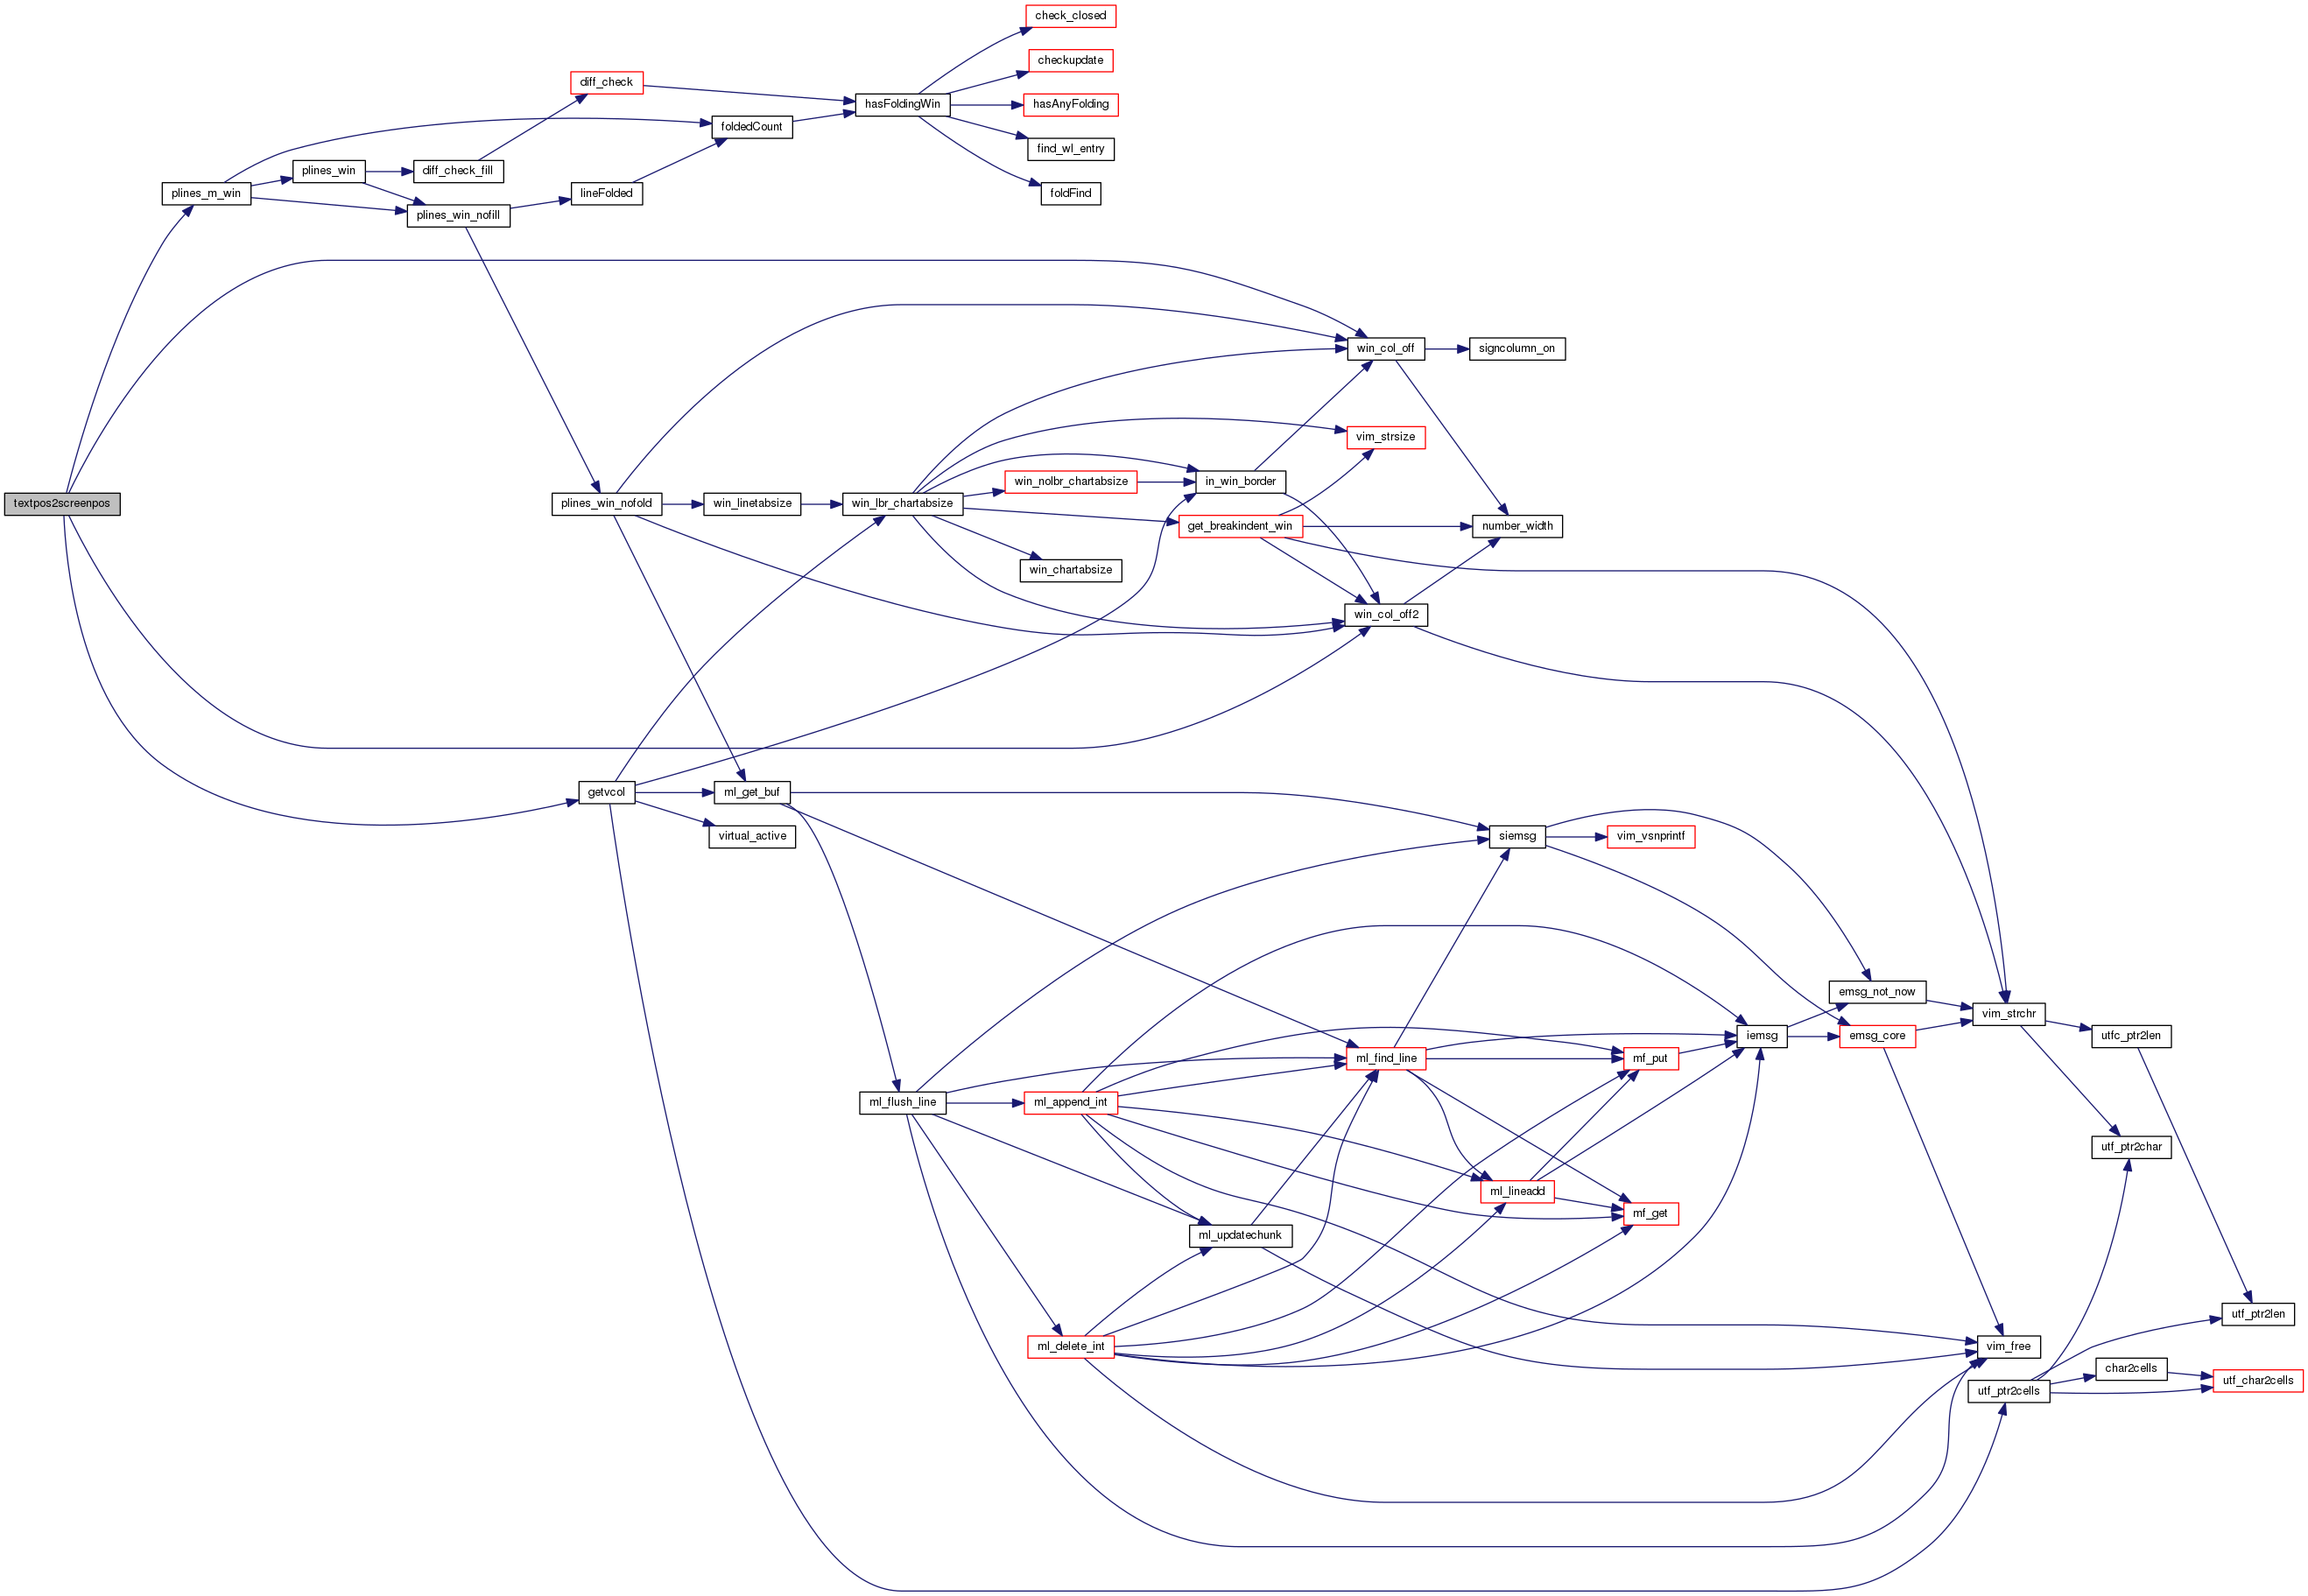 check_closed
checkupdate
diff_check
hasFoldingWin
hasAnyFolding
foldedCount
find_wl_entry
plines_win
diff_check_fill
plines_m_win
lineFolded
foldFind
plines_win_nofill
win_col_off
signcolumn_on
vim_strsize
win_nolbr_chartabsize
in_win_border
textpos2screenpos
plines_win_nofold
win_linetabsize
win_lbr_chartabsize
get_breakindent_win
number_width
win_chartabsize
win_col_off2
getvcol
ml_get_buf
virtual_active
siemsg
vim_vsnprintf
emsg_not_now
vim_strchr
iemsg
emsg_core
utfc_ptr2len
ml_find_line
mf_put
ml_flush_line
ml_append_int
utf_ptr2char
ml_lineadd
mf_get
ml_updatechunk
utf_ptr2len
ml_delete_int
vim_free
char2cells
utf_char2cells
utf_ptr2cells